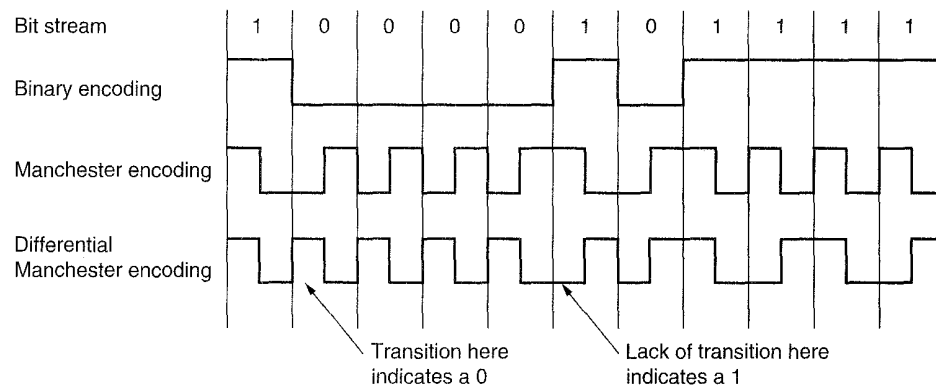 Bit stream 1 0 0 0 0 1 0 1 1 1 1
Binary encoding
Manchester encoding
Differential
Manchester encoding
Transition here
indicates a 0
Lack of transition here
indicates a 1